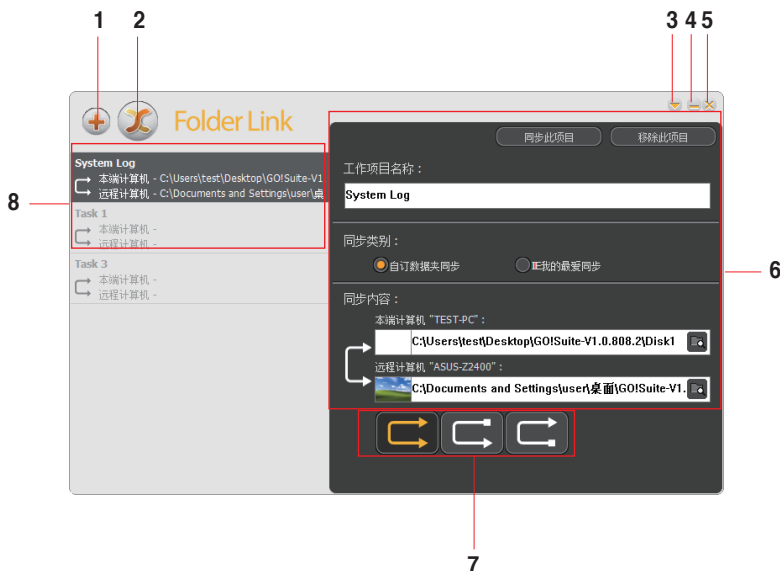 1 2 3 4 5
Folder Link
同步此项目 移除此项目
System Log
本端计算机 - C:\Users\test\Desktop\GO!Suite-V1
远程计算机 - C:\Documents and Settings\user\桌
Task 1
本端计算机 -
远程计算机 -
Task 3
本端计算机 -
远程计算机 -
工作项目名称：
System Log
同步类别：
自订数据夹同步 IE我的最爱同步
同步内容：
本端计算机 "TEST-PC"：
C:\Users\test\Desktop\GO!Suite-V1.0.808.2\Disk1
远程计算机 "ASUS-Z2400"：
C:\Documents and Settings\user\桌面\GO!Suite-V1.
8
6
7